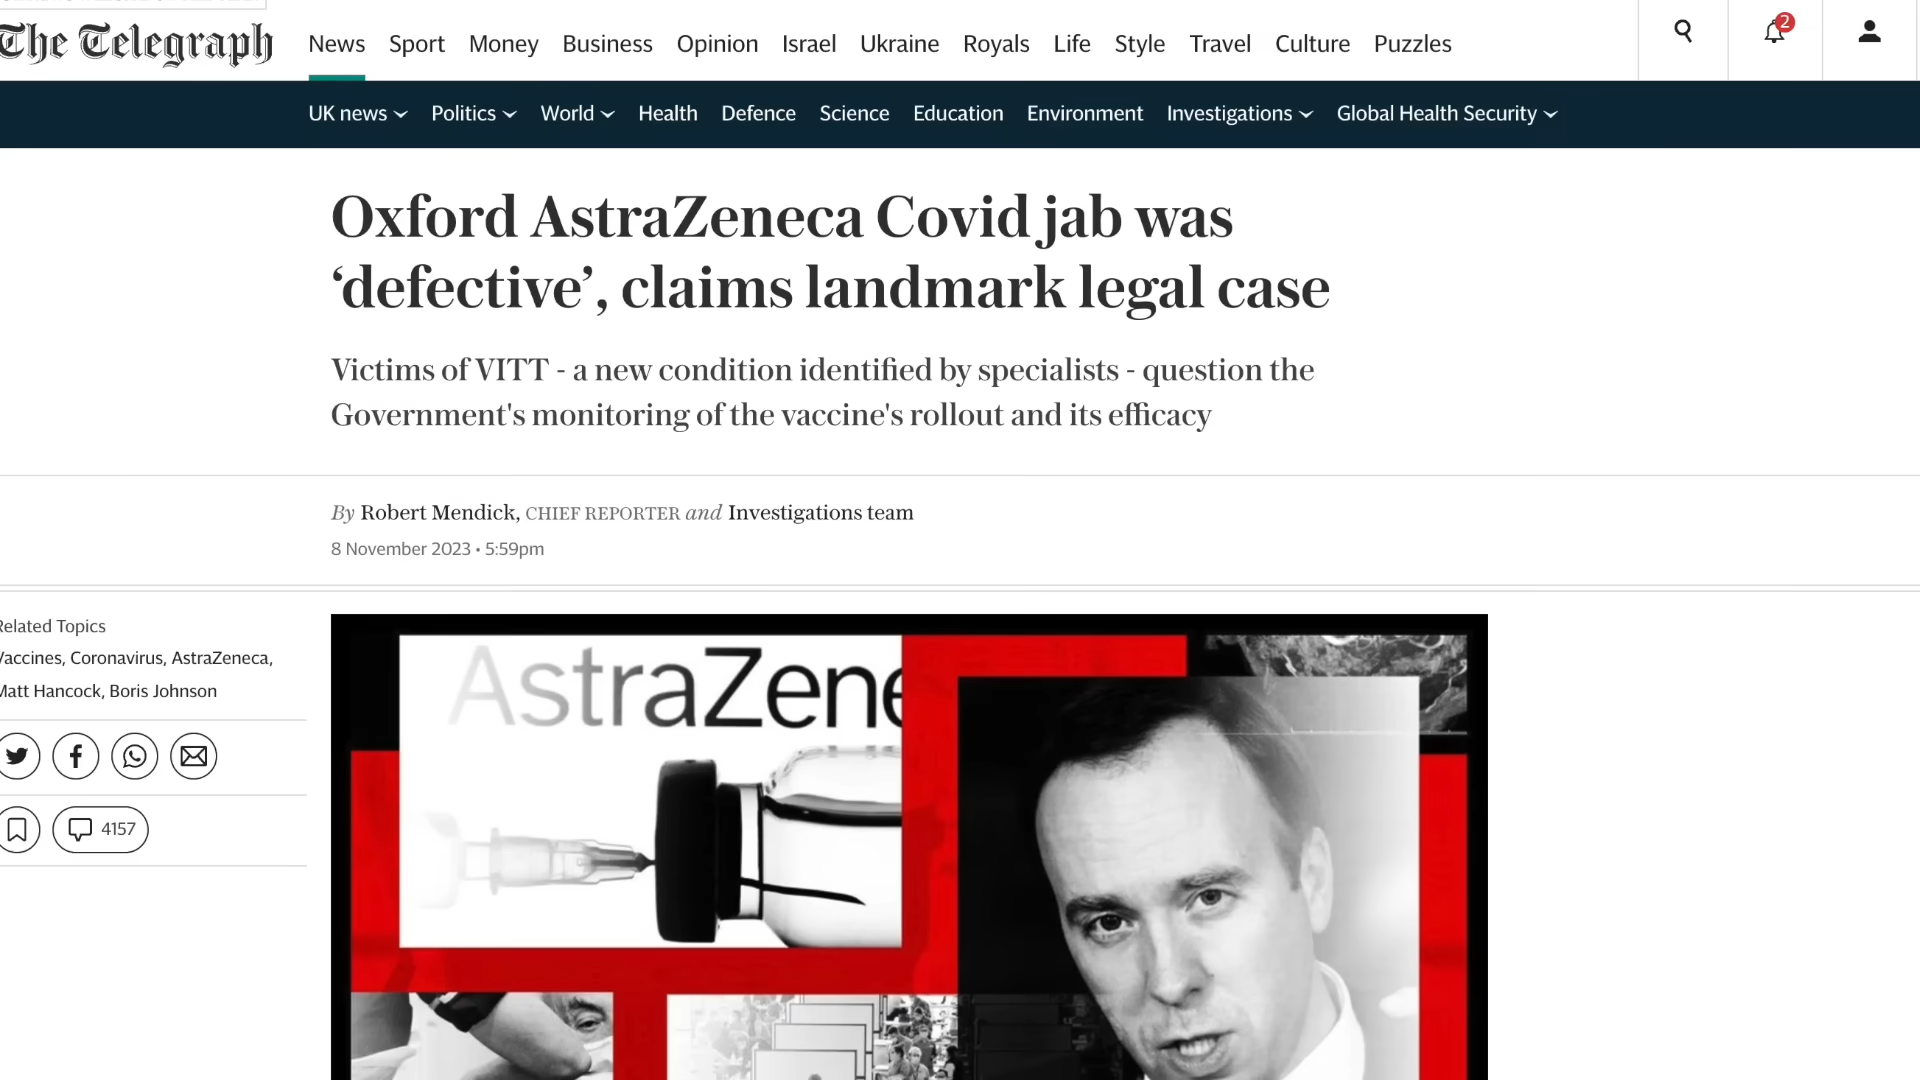 The Telegraph
News Sport Money Business Opinion Israel Ukraine Royals Life Style Travel Culture Puzzles
2
UK news Politics World Health Defence Science Education Environment Investigations Global Health Security
Oxford AstraZeneca Covid jab was
‘defective’, claims landmark legal case
Victims of VITT - a new condition identified by specialists - question the
Government's monitoring of the vaccine's rollout and its efficacy
By Robert Mendick, CHIEF REPORTER and Investigations team
8 November 2023 • 5:59pm
Related Topics
Vaccines, Coronavirus, AstraZeneca,
Matt Hancock, Boris Johnson
4157
AstraZene